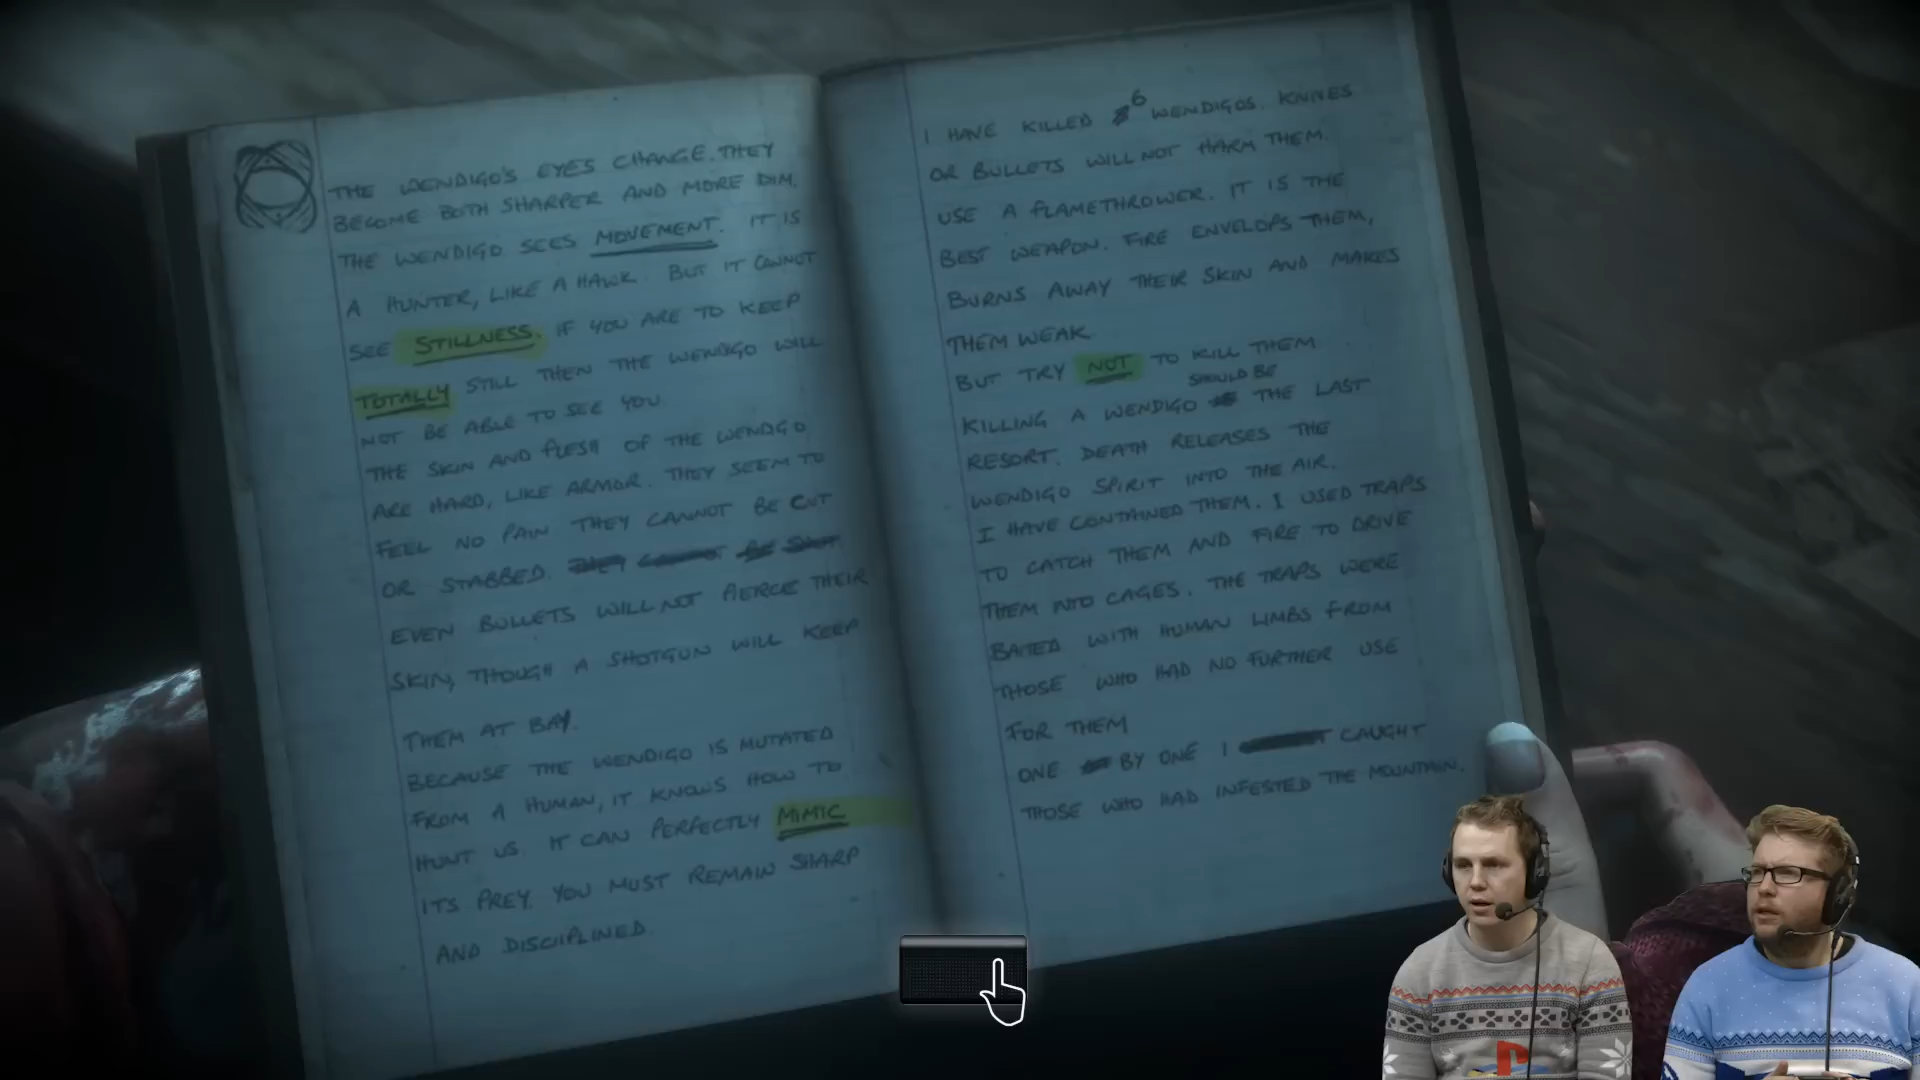 THE WENDIGO'S EYES CHANGE. THEY
BECOME BOTH SHARPER AND MORE DIM.
THE WENDIGO SEES MOVEMENT. IT IS
A HUNTER, LIKE A HAWK. BUT IT CANNOT
SEE STILLNESS. IF YOU ARE TO KEEP
TOTALLY STILL THEN THE WENDIGO WILL
NOT BE ABLE TO SEE YOU
THE SKIN AND FLESH OF THE WENDIGO
ARE HARD, LIKE ARMOR. THEY SEEM TO
FEEL NO PAIN THEY CANNOT BE CUT
OR STABBED. THEY CANNOT BE SHOT
EVEN BULLETS WILL NOT PIERCE THEIR
SKIN, THOUGH A SHOTGUN WILL KEEP
THEM AT BAY.
BECAUSE THE WENDIGO IS MUTATED
FROM A HUMAN, IT KNOWS HOW TO
HUNT US. IT CAN PERFECTLY MIMIC
ITS PREY. YOU MUST REMAIN SHARP
AND DISCIPLINED.
I HAVE KILLED 6 WENDIGOS. KNIVES
OR BULLETS WILL NOT HARM THEM.
USE A FLAMETHROWER. IT IS THE
BEST WEAPON. FIRE ENVELOPS THEM,
BURNS AWAY THEIR SKIN AND MAKES
THEM WEAK
BUT TRY NOT TO KILL THEM
SHOULD BE
KILLING A WENDIGO THE LAST
RESORT. DEATH RELEASES THE
WENDIGO SPIRIT INTO THE AIR.
I HAVE CONTAINED THEM. I USED TRAPS
TO CATCH THEM AND FIRE TO DRIVE
THEM INTO CAGES. THE TRAPS WERE
BAITED WITH HUMAN LIMBS FROM
THOSE WHO HAD NO FURTHER USE
FOR THEM
ONE BY ONE I CAUGHT
THOSE WHO HAD INFESTED THE MOUNTAIN.